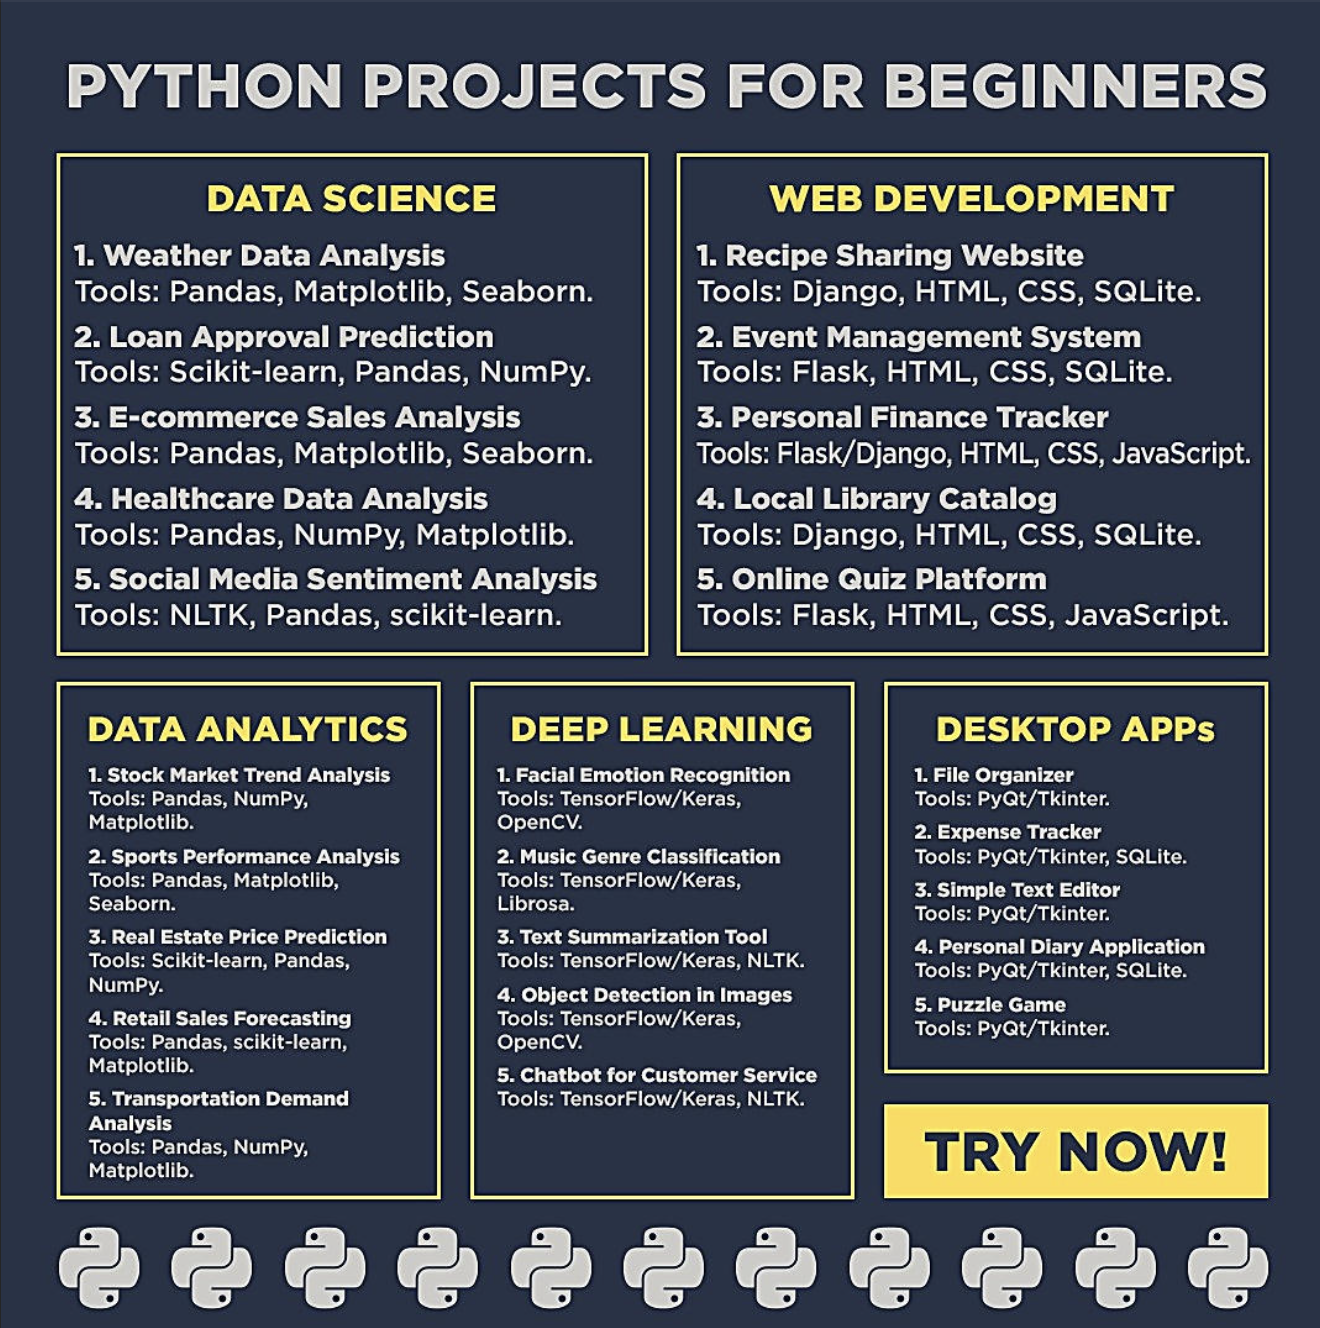 PYTHON PROJECTS FOR BEGINNERS
DATA SCIENCE
1. Weather Data Analysis
Tools: Pandas, Matplotlib, Seaborn.
2. Loan Approval Prediction
Tools: Scikit-learn, Pandas, NumPy.
3. E-commerce Sales Analysis
Tools: Pandas, Matplotlib, Seaborn.
4. Healthcare Data Analysis
Tools: Pandas, NumPy, Matplotlib.
5. Social Media Sentiment Analysis
Tools: NLTK, Pandas, scikit-learn.
WEB DEVELOPMENT
1. Recipe Sharing Website
Tools: Django, HTML, CSS, SQLite.
2. Event Management System
Tools: Flask, HTML, CSS, SQLite.
3. Personal Finance Tracker
Tools: Flask/Django, HTML, CSS, JavaScript.
4. Local Library Catalog
Tools: Django, HTML, CSS, SQLite.
5. Online Quiz Platform
Tools: Flask, HTML, CSS, JavaScript.
DATA ANALYTICS
1. Stock Market Trend Analysis
Tools: Pandas, NumPy,
Matplotlib.
2. Sports Performance Analysis
Tools: Pandas, Matplotlib,
Seaborn.
3. Real Estate Price Prediction
Tools: Scikit-learn, Pandas,
NumPy.
4. Retail Sales Forecasting
Tools: Pandas, scikit-learn,
Matplotlib.
5. Transportation Demand
Analysis
Tools: Pandas, NumPy,
Matplotlib.
DEEP LEARNING
1. Facial Emotion Recognition
Tools: TensorFlow/Keras,
OpenCV.
2. Music Genre Classification
Tools: TensorFlow/Keras,
Librosa.
3. Text Summarization Tool
Tools: TensorFlow/Keras, NLTK.
4. Object Detection in Images
Tools: TensorFlow/Keras,
OpenCV.
5. Chatbot for Customer Service
Tools: TensorFlow/Keras, NLTK.
DESKTOP APPs
1. File Organizer
Tools: PyQt/Tkinter.
2. Expense Tracker
Tools: PyQt/Tkinter, SQLite.
3. Simple Text Editor
Tools: PyQt/Tkinter.
4. Personal Diary Application
Tools: PyQt/Tkinter, SQLite.
5. Puzzle Game
Tools: PyQt/Tkinter.
TRY NOW!